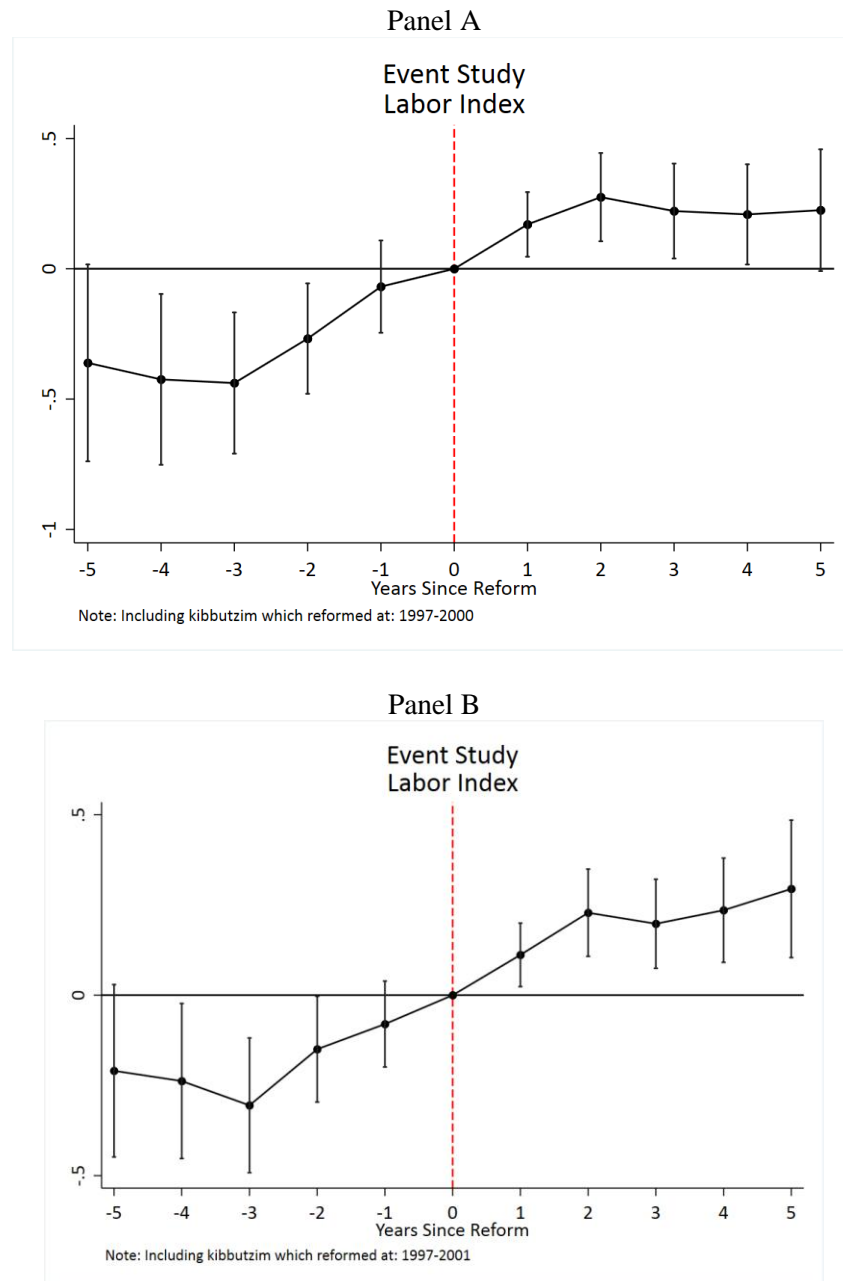 Panel A
Event Study
Labor Index
.5
0
-.5
-1
-5 -4 -3 -2 -1 0 1 2 3 4 5
Years Since Reform
Note: Including kibbutzim which reformed at: 1997-2000
Panel B
Event Study
Labor Index
.5
0
-.5
-5 -4 -3 -2 -1 0 1 2 3 4 5
Years Since Reform
Note: Including kibbutzim which reformed at: 1997-2001